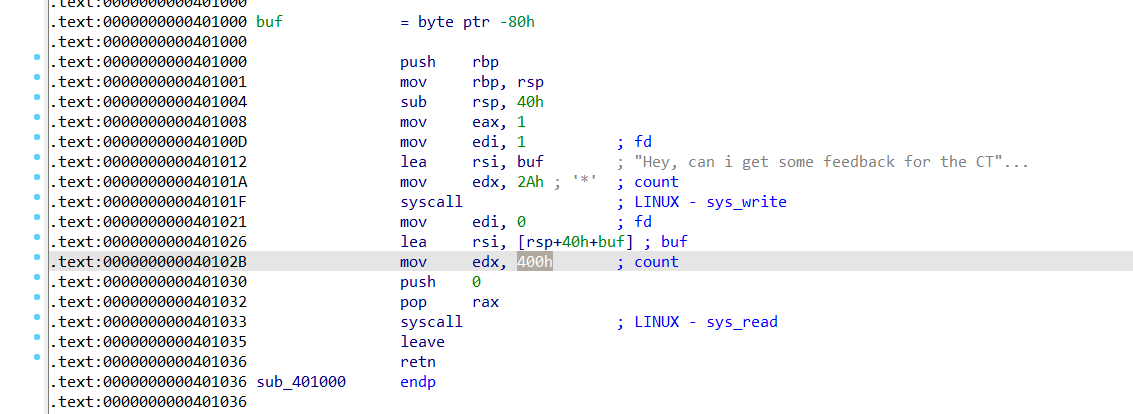 .text:0000000000401000
.text:0000000000401000 buf = byte ptr -80h
.text:0000000000401000
.text:0000000000401000 push rbp
.text:0000000000401001 mov rbp, rsp
.text:0000000000401004 sub rsp, 40h
.text:0000000000401008 mov eax, 1
.text:000000000040100D mov edi, 1 ; fd
.text:0000000000401012 lea rsi, buf ; "Hey, can i get some feedback for the CT"...
.text:000000000040101A mov edx, 2Ah ; '*' ; count
.text:000000000040101F syscall ; LINUX - sys_write
.text:0000000000401021 mov edi, 0 ; fd
.text:0000000000401026 lea rsi, [rsp+40h+buf] ; buf
.text:000000000040102B mov edx, 400h ; count
.text:0000000000401030 push 0
.text:0000000000401032 pop rax
.text:0000000000401033 syscall ; LINUX - sys_read
.text:0000000000401035 leave
.text:0000000000401036 retn
.text:0000000000401036 sub_401000 endp
.text:0000000000401036